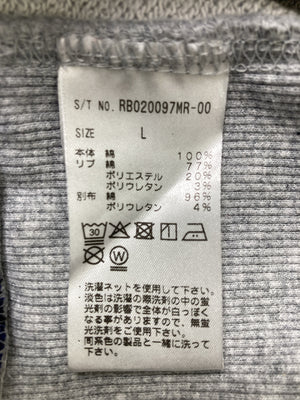 S/T NO. RB020097MR-00
SIZE L
本体 綿 100%
リブ 綿 77%
ポリエステル 20%
ポリウレタン 3%
別布 綿 96%
ポリウレタン 4%
30
W
・洗濯ネットを使用して下さい。
・淡色は洗濯の際洗剤の中の蛍
光剤の影響で全体が白っぽく
なる事がありますので、無蛍
光洗剤をご使用下さい。
・同系色の製品と一緒に洗って
下さい。